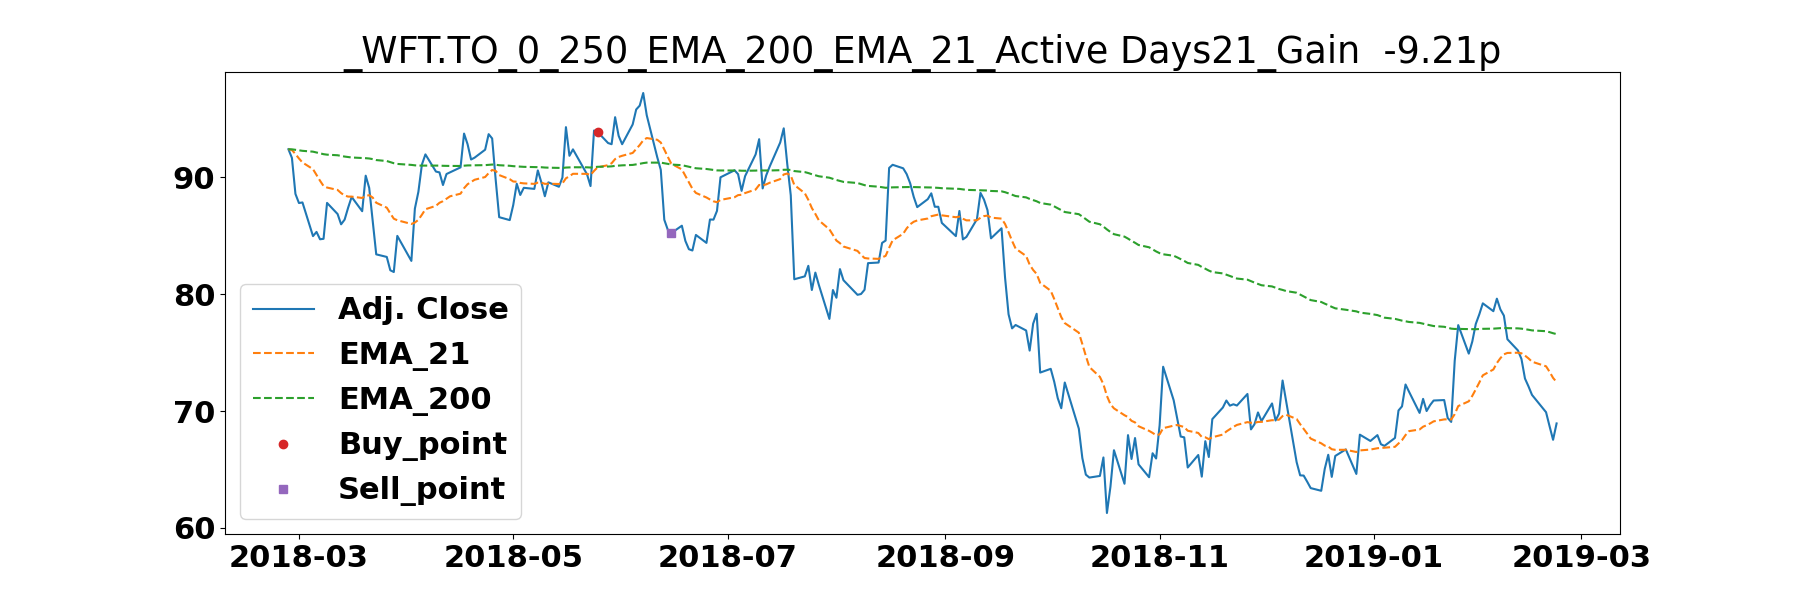 _WFT.TO_0_250_EMA_200_EMA_21_Active Days21_Gain  -9.21p
90
80
70
60
Adj. Close
EMA_21
EMA_200
Buy_point
Sell_point
2018-03 2018-05 2018-07 2018-09 2018-11 2019-01 2019-03